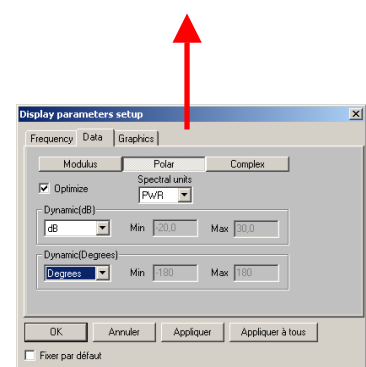 Display parameters setup
Frequency Data Graphics
Modulus Polar Complex
Optimize Spectral units
PWR
Dynamic(dB)
dB Min -20,0 Max 30,0
Dynamic(Degrees)
Degrees Min -180 Max 180
OK Annuler Appliquer Appliquer à tous
Fixer par défaut